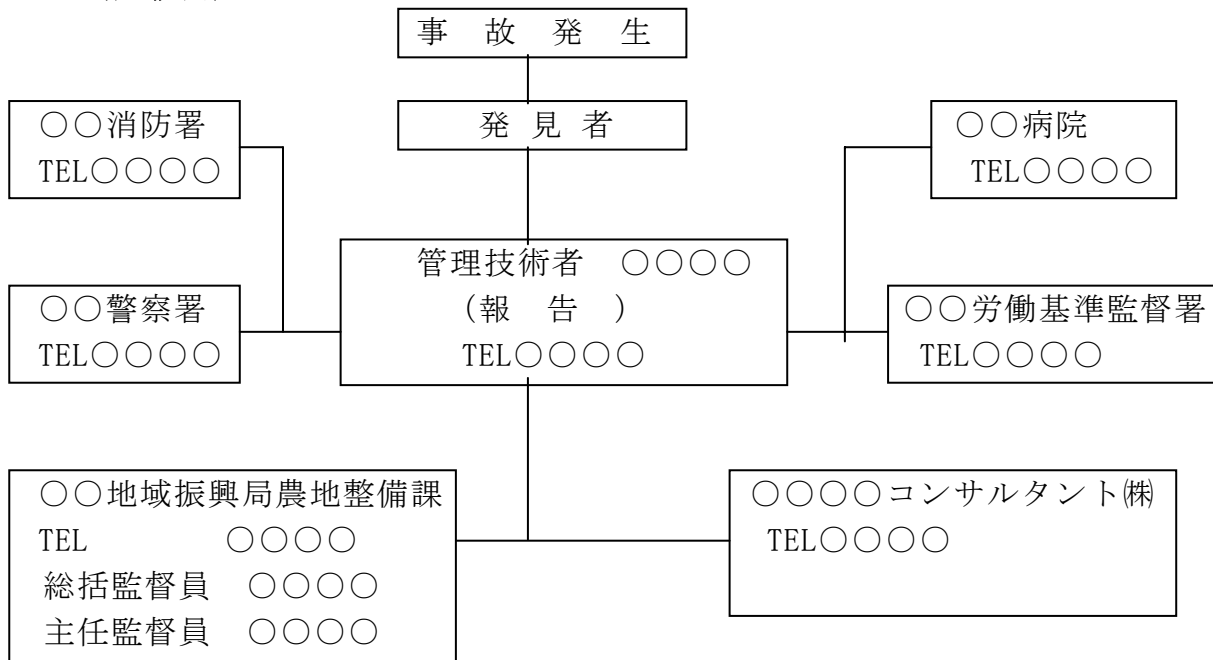 事 故 発 生
発 見 者
○○消防署
TEL○○○○
○○病院
TEL○○○○
管理技術者 ○○○○
(報 告 )
TEL○○○○
○○警察署
TEL○○○○
○○労働基準監督署
TEL○○○○
○○地域振興局農地整備課
TEL ○○○○
総括監督員 ○○○○
主任監督員 ○○○○
○○○○コンサルタント㈱
TEL○○○○